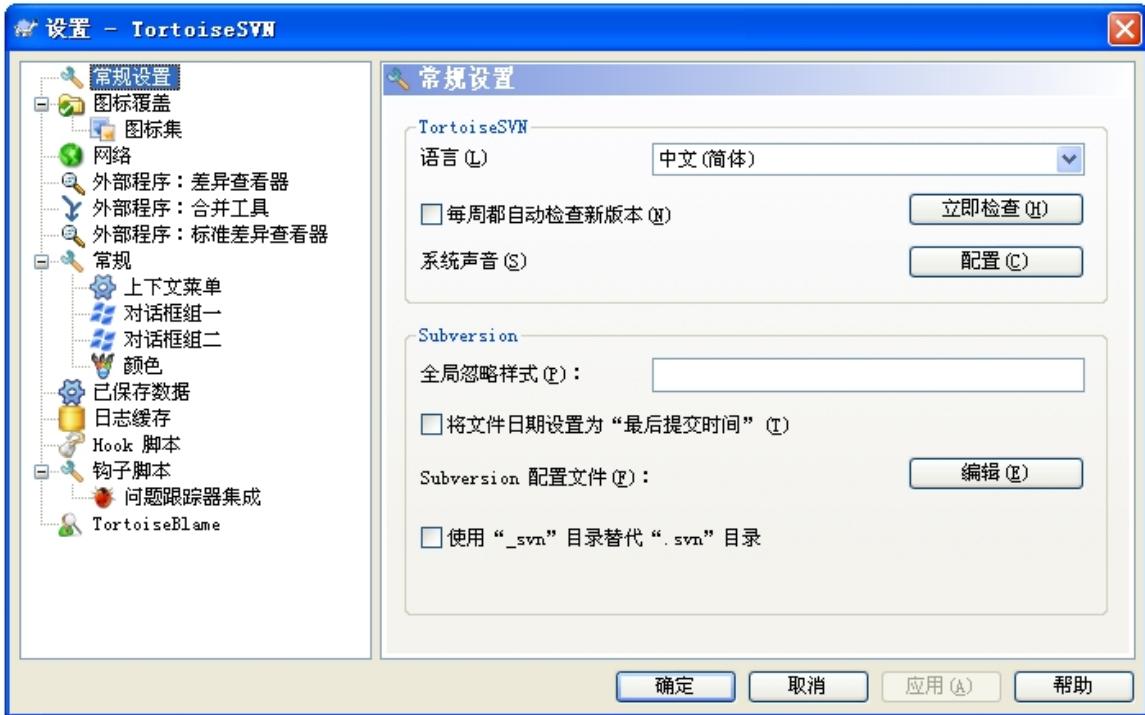 设置 - TortoiseSVN
常规设置
图标覆盖
图标集
网络
外部程序：差异查看器
外部程序：合并工具
外部程序：标准差异查看器
常规
上下文菜单
对话框组一
对话框组二
颜色
已保存数据
日志缓存
Hook 脚本
钩子脚本
问题跟踪器集成
TortoiseBlame
常规设置
TortoiseSVN
语言(L) 中文(简体)
每周都自动检查新版本(N) 立即检查(H)
系统声音(S) 配置(C)
Subversion
全局忽略样式(P)：
将文件日期设置为“最后提交时间”(T)
Subversion 配置文件(F)： 编辑(E)
使用“_svn”目录替代“.svn”目录
确定 取消 应用(A) 帮助